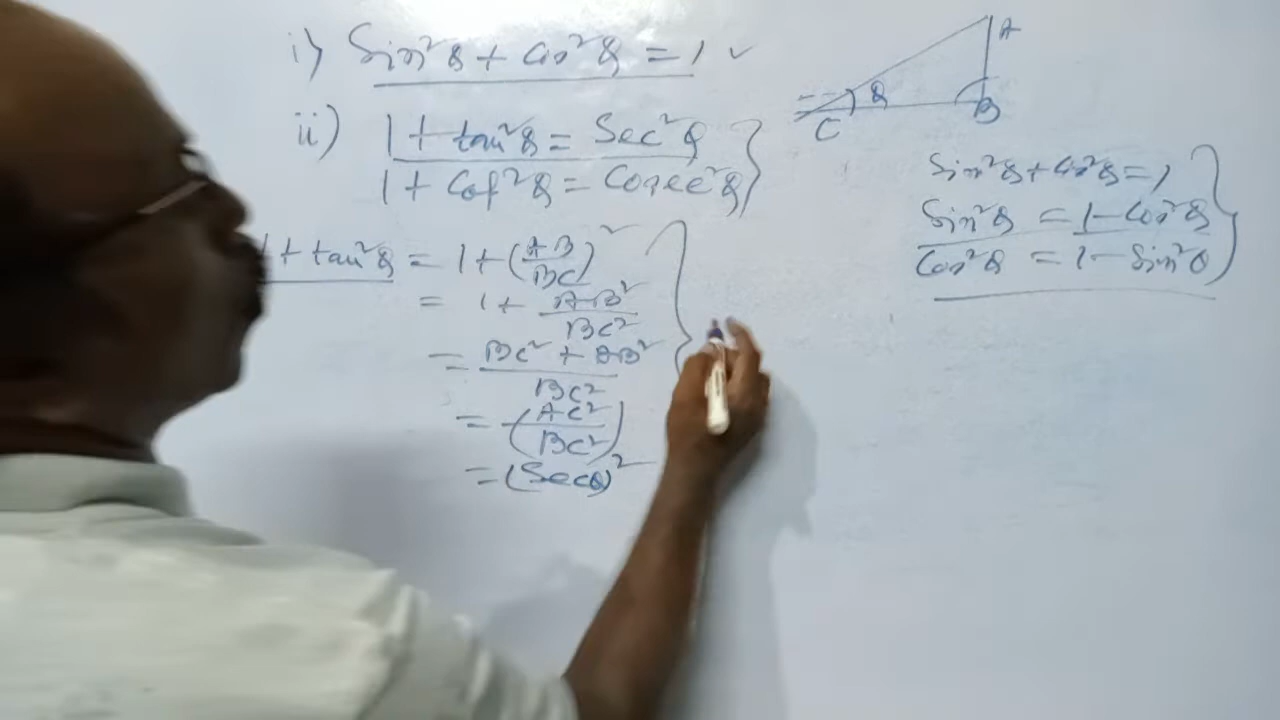 i) Sin²θ + Cos²θ = 1 ✓
ii) 1 + tan²θ = Sec²θ
1 + Cot²θ = Cosec²θ
1 + tan²θ = 1 + (AB/BC)²
= 1 + AB²/BC²
= BC² + AB²/BC²
= (AC²/BC²)
= (Secθ)²
A
θ
C
B
Sin²θ + Cos²θ = 1
Sin²θ = 1 - Cos²θ
Cos²θ = 1 - Sin²θ